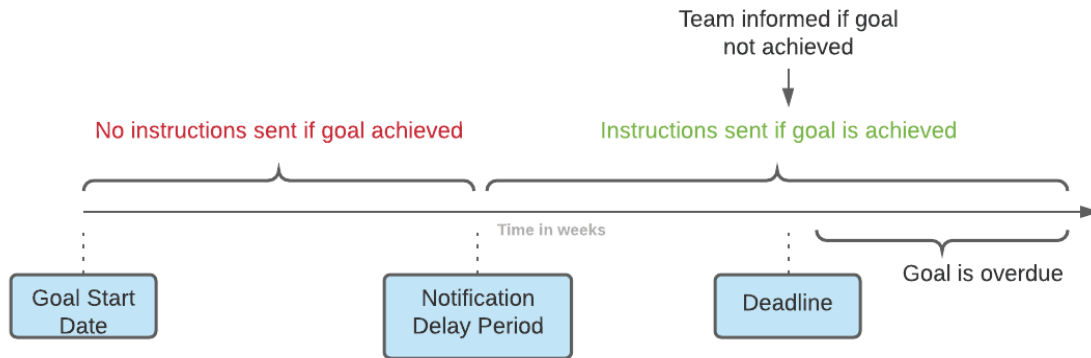 Team informed if goal
not achieved
No instructions sent if goal achieved
Instructions sent if goal is achieved
Time in weeks
Goal is overdue
Goal Start
Date
Notification
Delay Period
Deadline